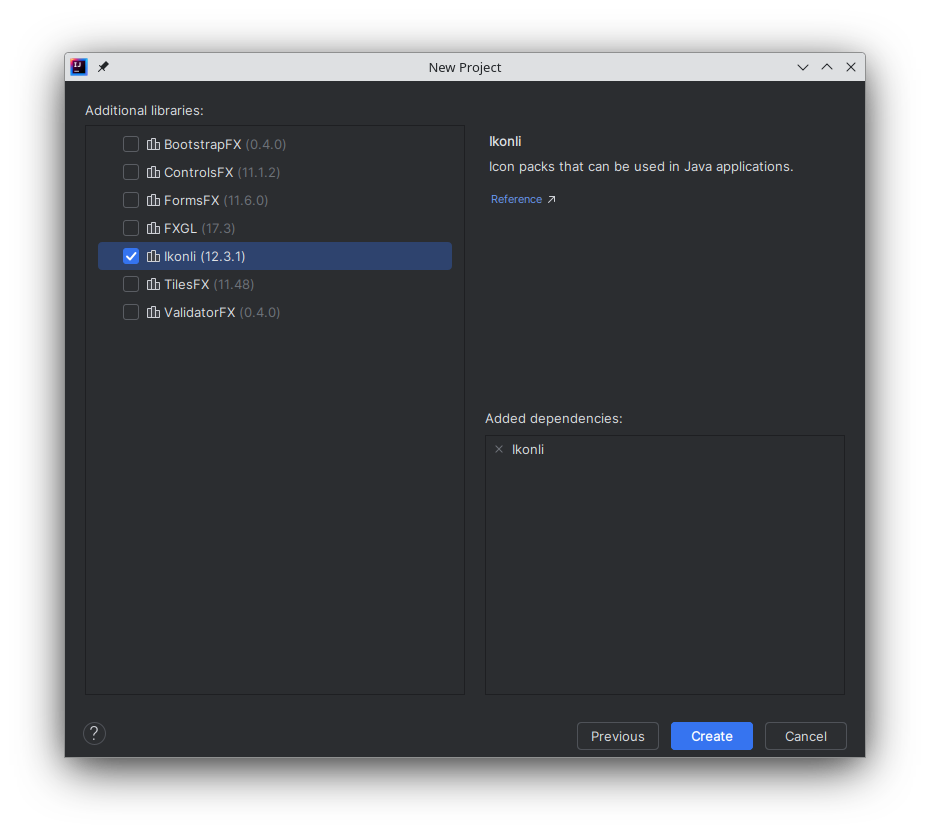 New Project
Additional libraries:
BootstrapFX (0.4.0)
ControlsFX (11.1.2)
FormsFX (11.6.0)
FXGL (17.3)
Ikonli (12.3.1)
TilesFX (11.48)
ValidatorFX (0.4.0)
Ikonli
Icon packs that can be used in Java applications.
Reference
Added dependencies:
Ikonli
?
Previous
Create
Cancel